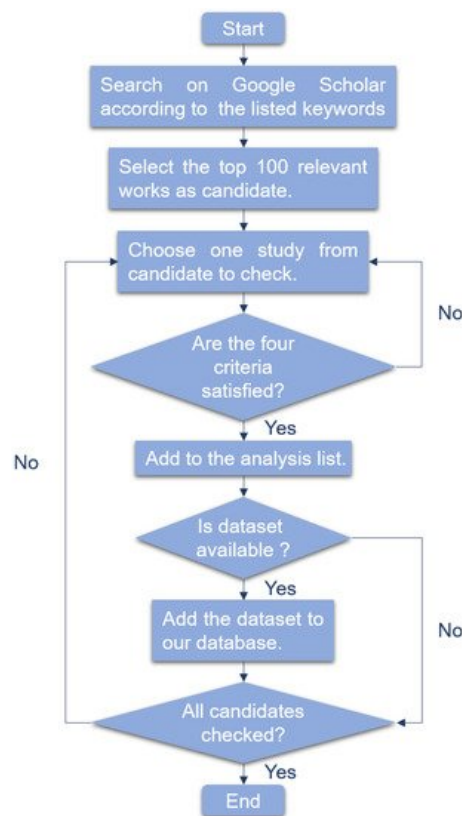 Start
Search on Google Scholar
according to the listed keywords
Select the top 100 relevant
works as candidate.
Choose one study from
candidate to check.
No
Are the four
criteria
satisfied?
Yes
No
Add to the analysis list.
Is dataset
available ?
Yes
No
Add the dataset to
our database.
All candidates
checked?
Yes
End